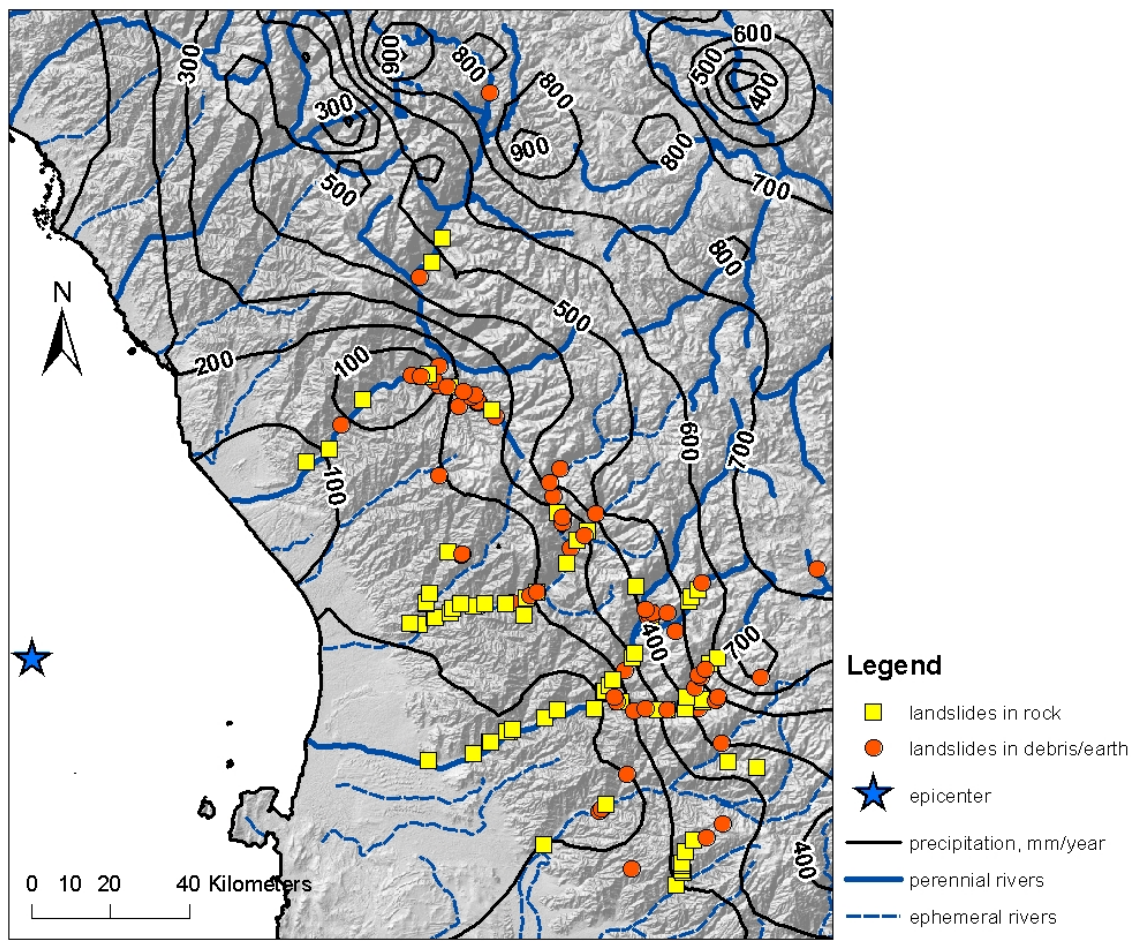 600
300
900
800
500
400
800
300
900
800
500
700
800
N
500
200
100
600
700
100
400
700
Legend
landslides in rock
landslides in debris/earth
epicenter
400
precipitation, mm/year
0 10 20 40 Kilometers
perennial rivers
ephemeral rivers